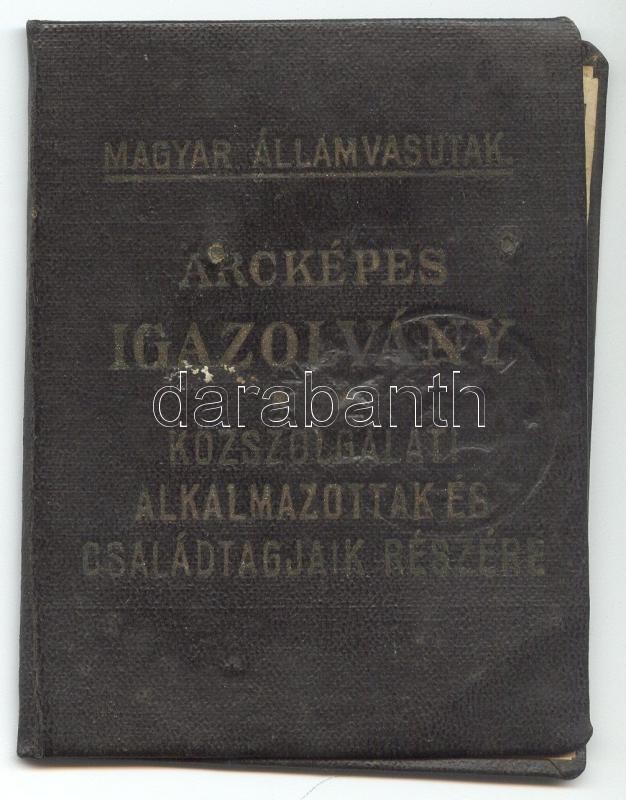 MAGYAR ÁLLAMVASUTAK.
ARCKÉPES
IGAZOLVÁNY
darabanth
KÖZSZOLGÁLATI
ALKALMAZOTTAK ÉS
CSALÁDTAGJAIK RÉSZÉRE